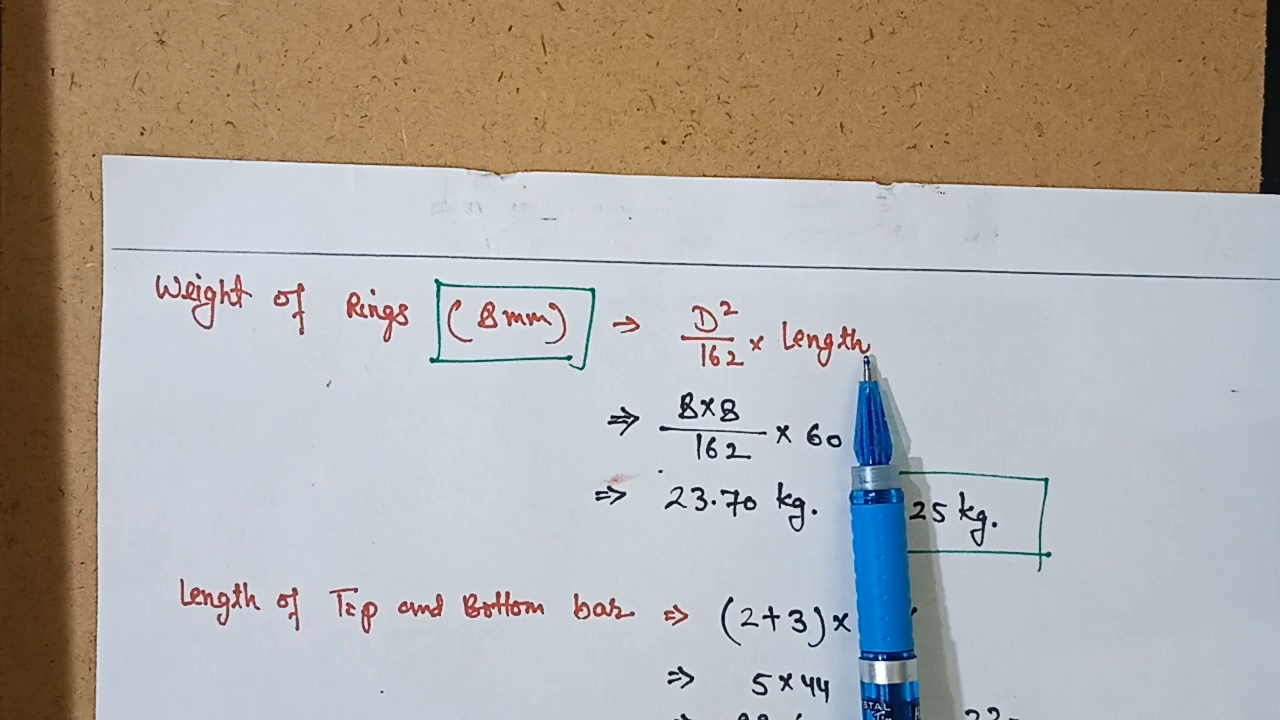 Weight of Rings (8mm) → D²/162 × Length
⇒ 8×8/162 × 60
⇒ 23.70 kg. 25 kg.
Length of Top and Bottom bar ⇒ (2+3)×
⇒ 5×44